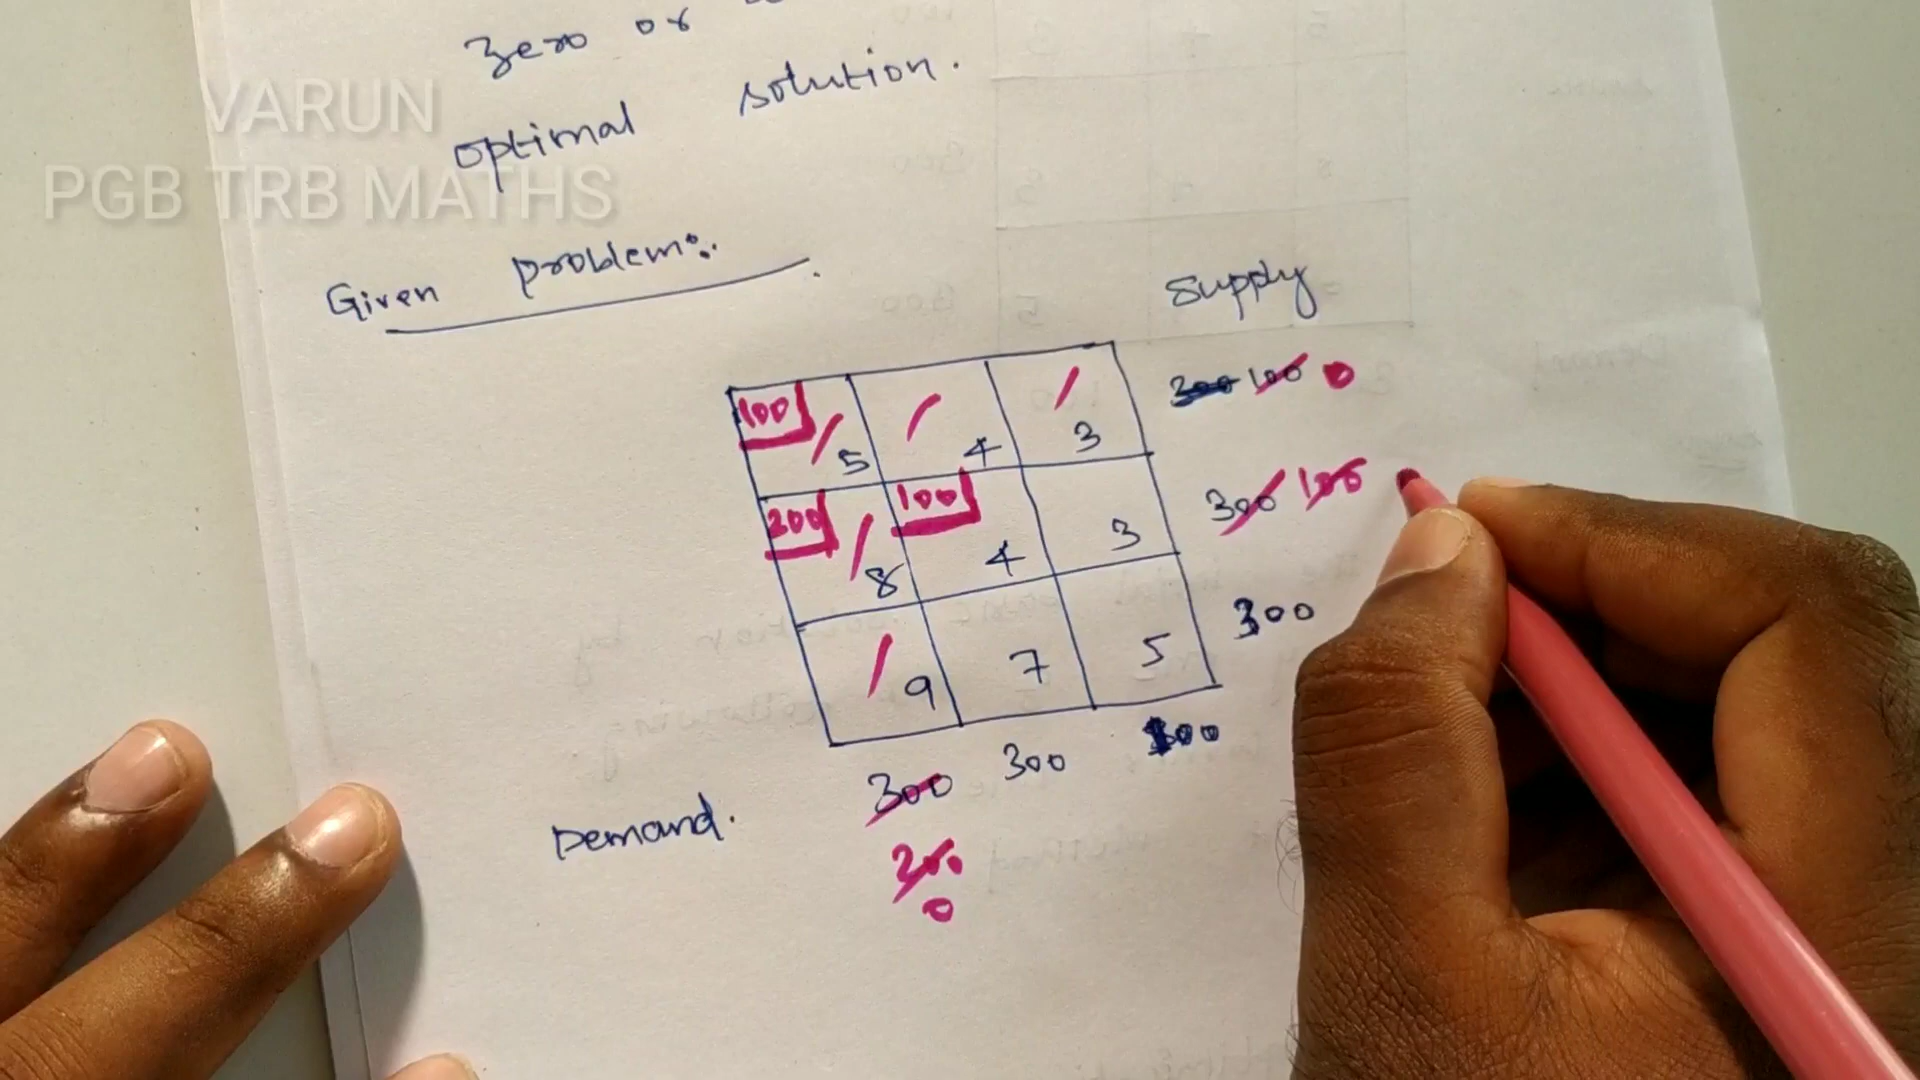 zero or
VARUN
optimal solution.
PGB TRB MATHS
Given problem:.
Supply
100 5 4 3 300 100 0
200 8 100 4 3 300 100
9 7 5 300
Demand. 300 300 100
200
0